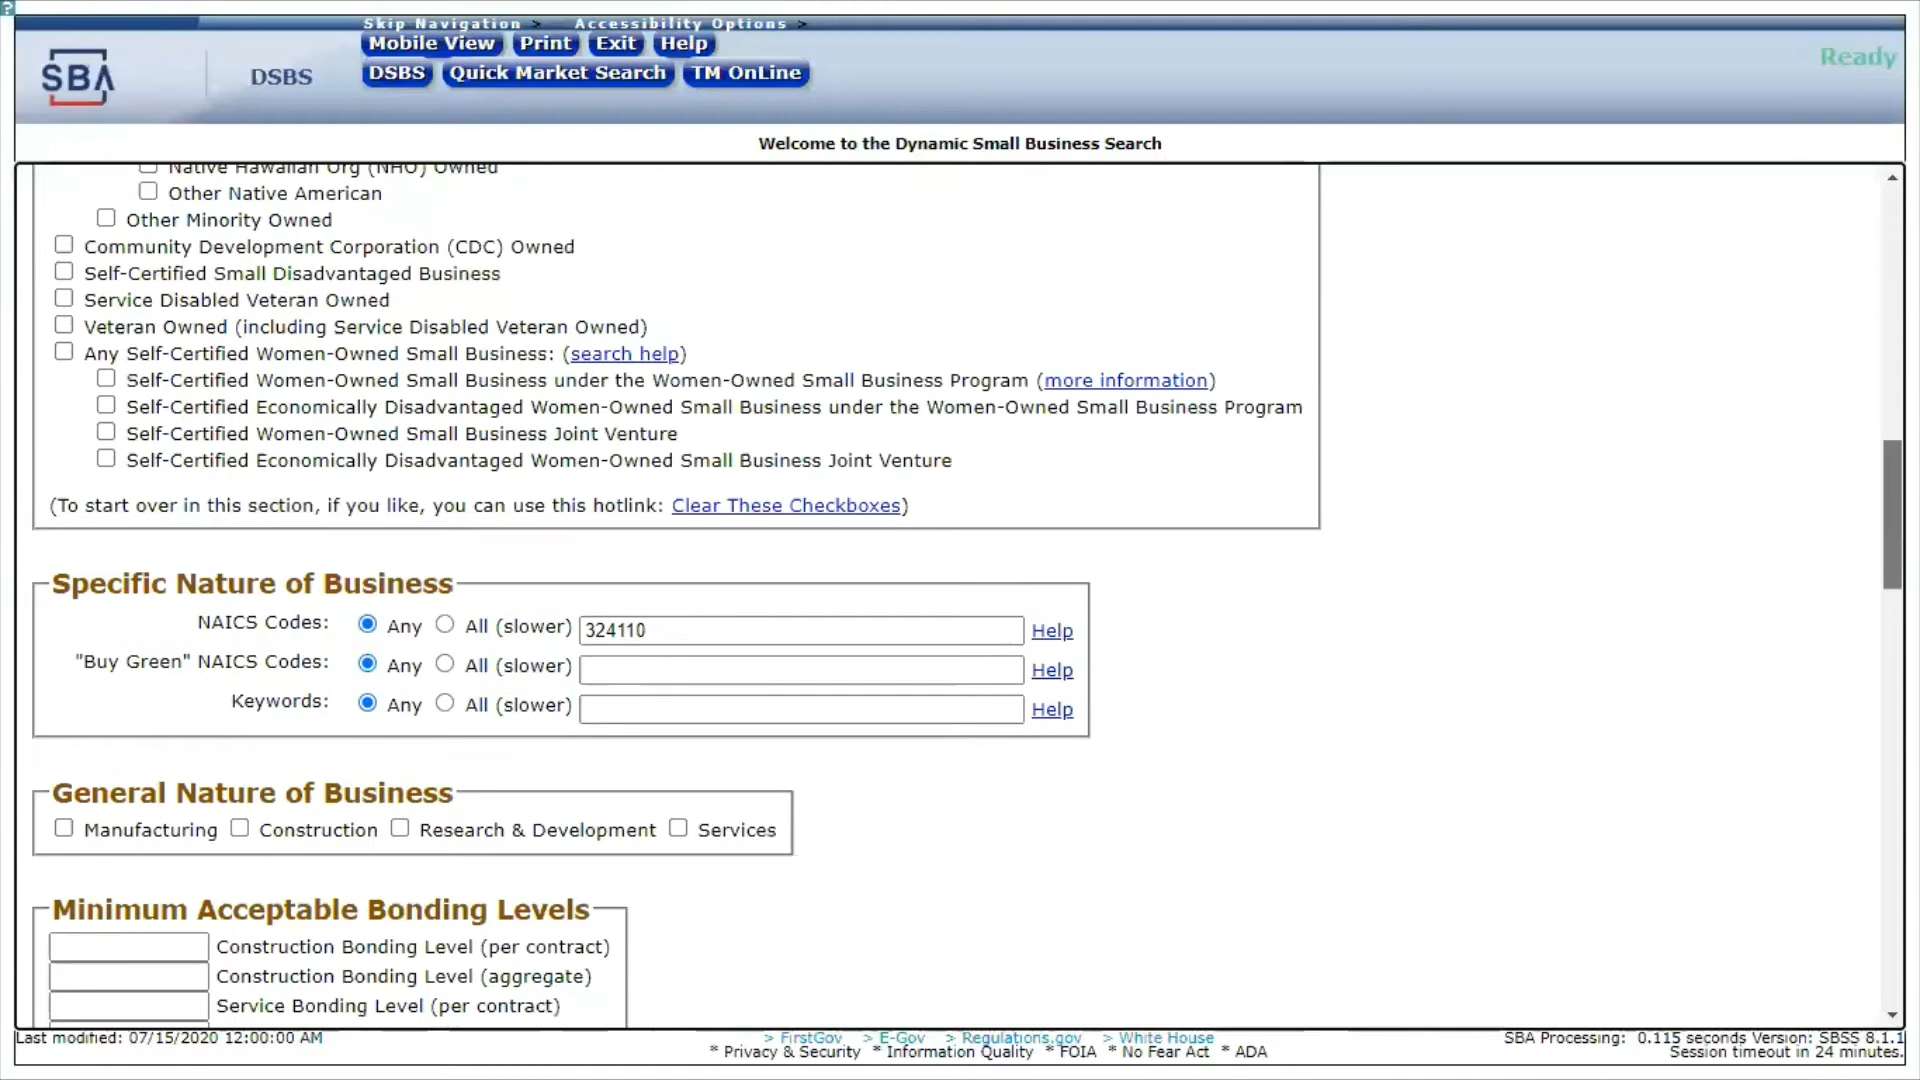 ?
Skip Navigation > Accessibility Options >
Mobile View Print Exit Help
SBA DSBS DSBS Quick Market Search TM OnLine
Ready
Welcome to the Dynamic Small Business Search
Native Hawaiian Org (NHO) Owned
Other Native American
Other Minority Owned
Community Development Corporation (CDC) Owned
Self-Certified Small Disadvantaged Business
Service Disabled Veteran Owned
Veteran Owned (including Service Disabled Veteran Owned)
Any Self-Certified Women-Owned Small Business: (search help)
Self-Certified Women-Owned Small Business under the Women-Owned Small Business Program (more information)
Self-Certified Economically Disadvantaged Women-Owned Small Business under the Women-Owned Small Business Program
Self-Certified Women-Owned Small Business Joint Venture
Self-Certified Economically Disadvantaged Women-Owned Small Business Joint Venture
(To start over in this section, if you like, you can use this hotlink: Clear These Checkboxes)
Specific Nature of Business
NAICS Codes: Any All (slower) 324110 Help
"Buy Green" NAICS Codes: Any All (slower) Help
Keywords: Any All (slower) Help
General Nature of Business
Manufacturing Construction Research & Development Services
Minimum Acceptable Bonding Levels
Construction Bonding Level (per contract)
Construction Bonding Level (aggregate)
Service Bonding Level (per contract)
Last modified: 07/15/2020 12:00:00 AM > FirstGov > E-Gov > Regulations.gov > White House SBA Processing: 0.115 seconds Version: SBSS 8.1.1
* Privacy & Security * Information Quality * FOIA * No Fear Act * ADA Session timeout in 24 minutes.